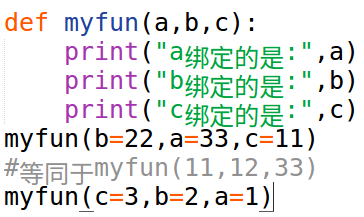 def myfun(a,b,c):
    print("a绑定的是:",a)
    print("b绑定的是:",b)
    print("c绑定的是:",c)
myfun(b=22,a=33,c=11)
#等同于myfun(11,12,33)
myfun(c=3,b=2,a=1)